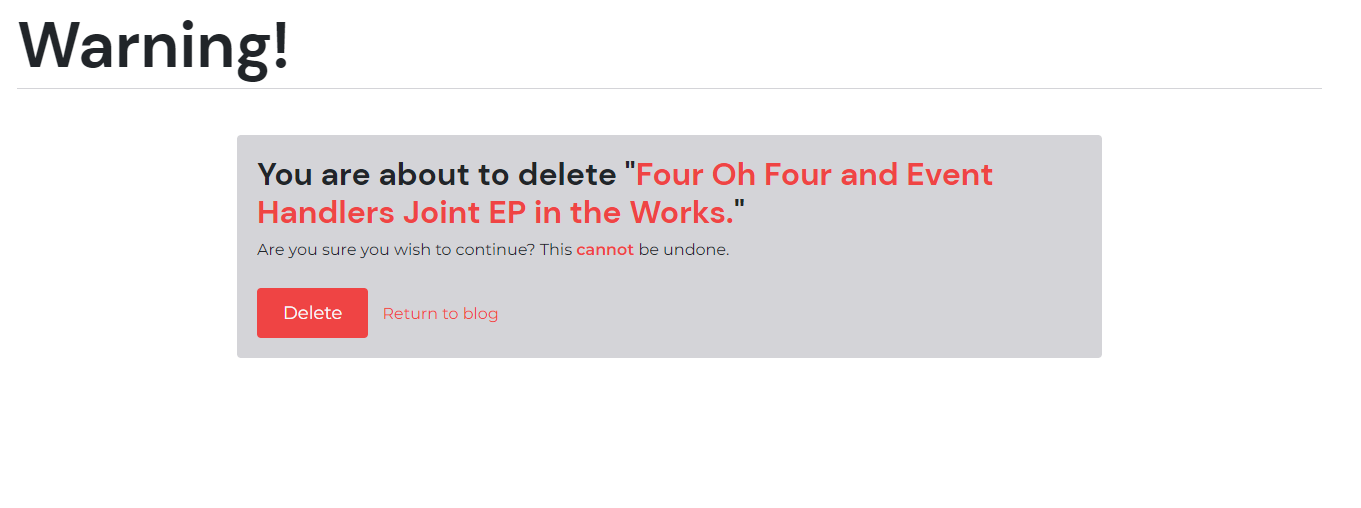 Warning!
You are about to delete "Four Oh Four and Event
Handlers Joint EP in the Works."
Are you sure you wish to continue? This cannot be undone.
Delete Return to blog